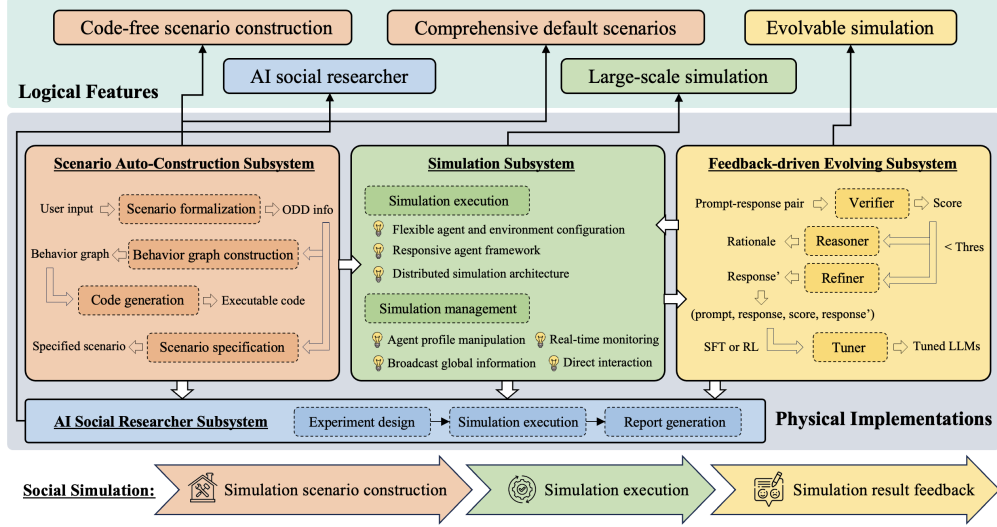 Code-free scenario construction
Comprehensive default scenarios
Evolvable simulation
AI social researcher
Large-scale simulation
Logical Features
Scenario Auto-Construction Subsystem
User input
Scenario formalization
ODD info
Behavior graph
Behavior graph construction
Code generation
Executable code
Specified scenario
Scenario specification
Simulation Subsystem
Simulation execution
Flexible agent and environment configuration
Responsive agent framework
Distributed simulation architecture
Simulation management
Agent profile manipulation
Real-time monitoring
Broadcast global information
Direct interaction
Feedback-driven Evolving Subsystem
Prompt-response pair
Verifier
Score
Rationale
Reasoner
< Thres
Response’
Refiner
(prompt, response, score, response’)
SFT or RL
Tuner
Tuned LLMs
AI Social Researcher Subsystem
Experiment design
Simulation execution
Report generation
Physical Implementations
Social Simulation:
Simulation scenario construction
Simulation execution
Simulation result feedback